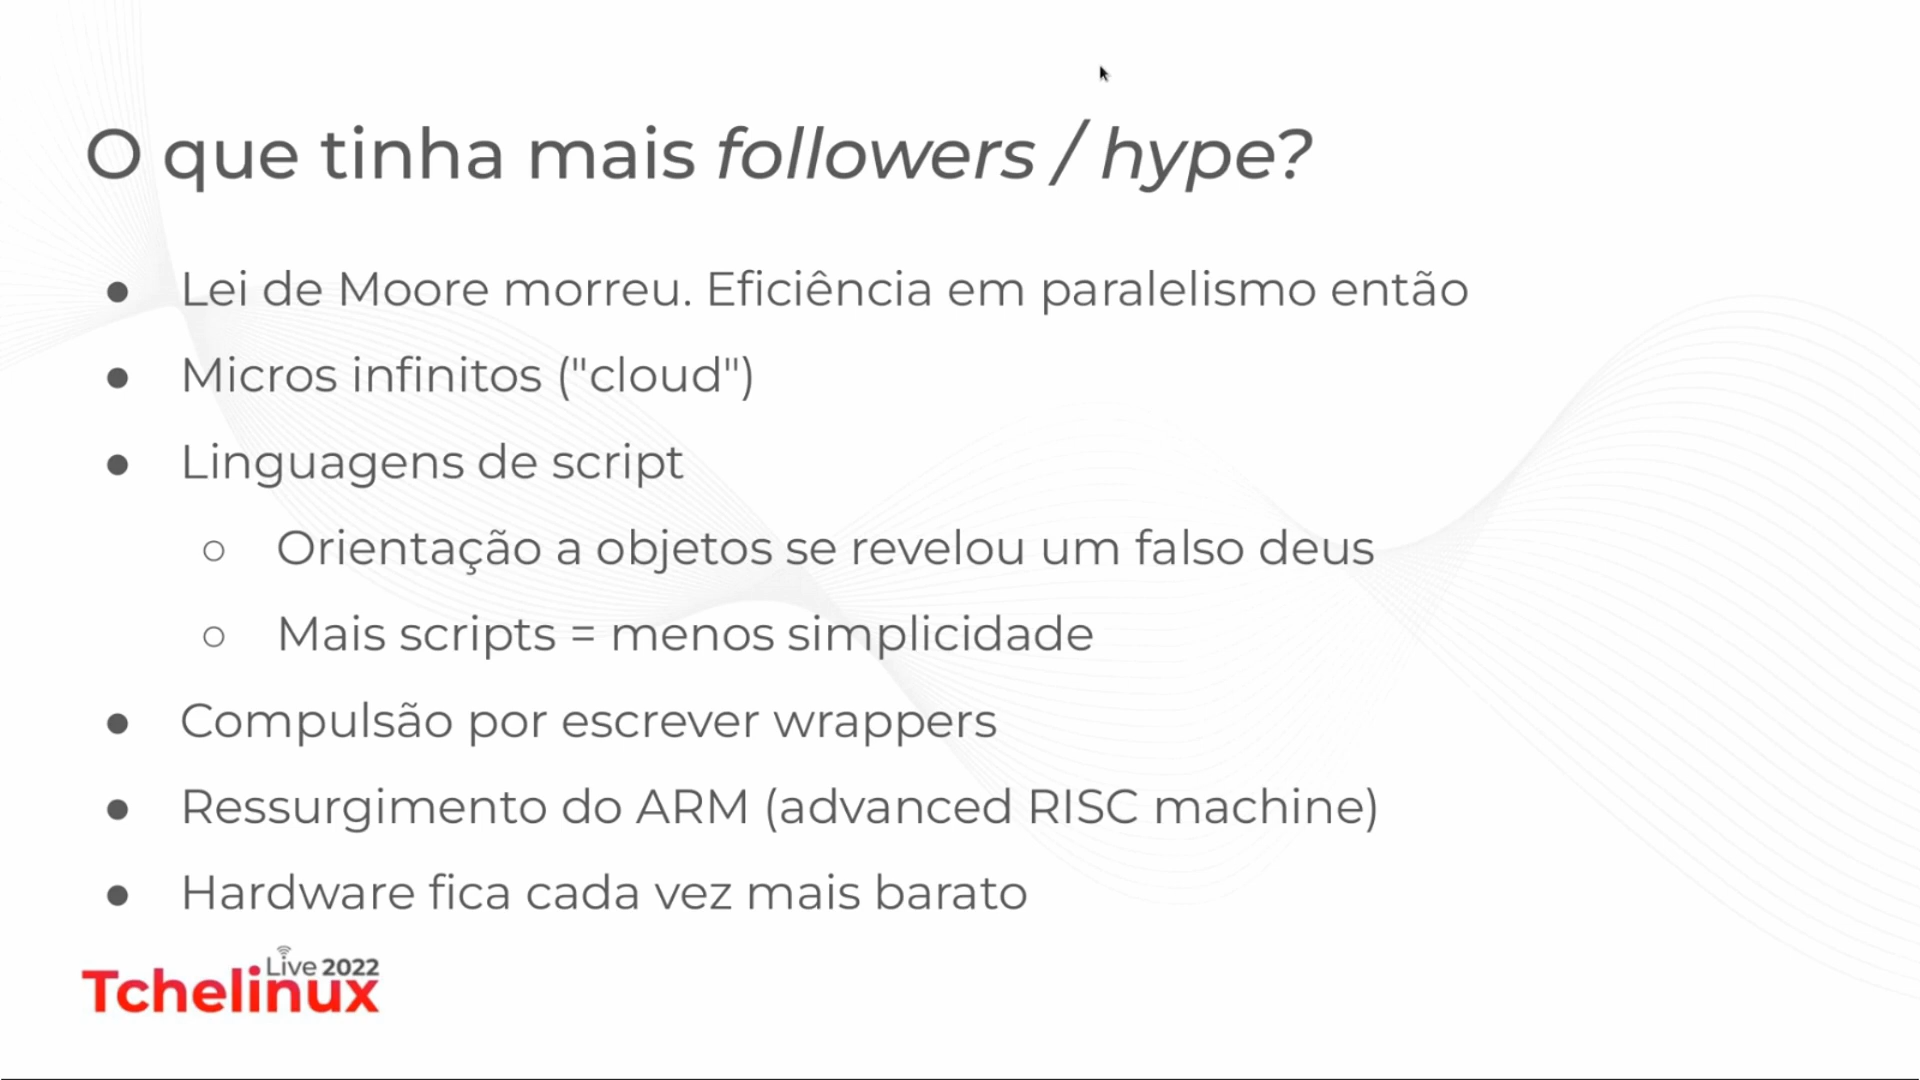 O que tinha mais followers / hype?
● Lei de Moore morreu. Eficiência em paralelismo então
● Micros infinitos ("cloud")
● Linguagens de script
○ Orientação a objetos se revelou um falso deus
○ Mais scripts = menos simplicidade
● Compulsão por escrever wrappers
● Ressurgimento do ARM (advanced RISC machine)
● Hardware fica cada vez mais barato
Live 2022
Tchelinux